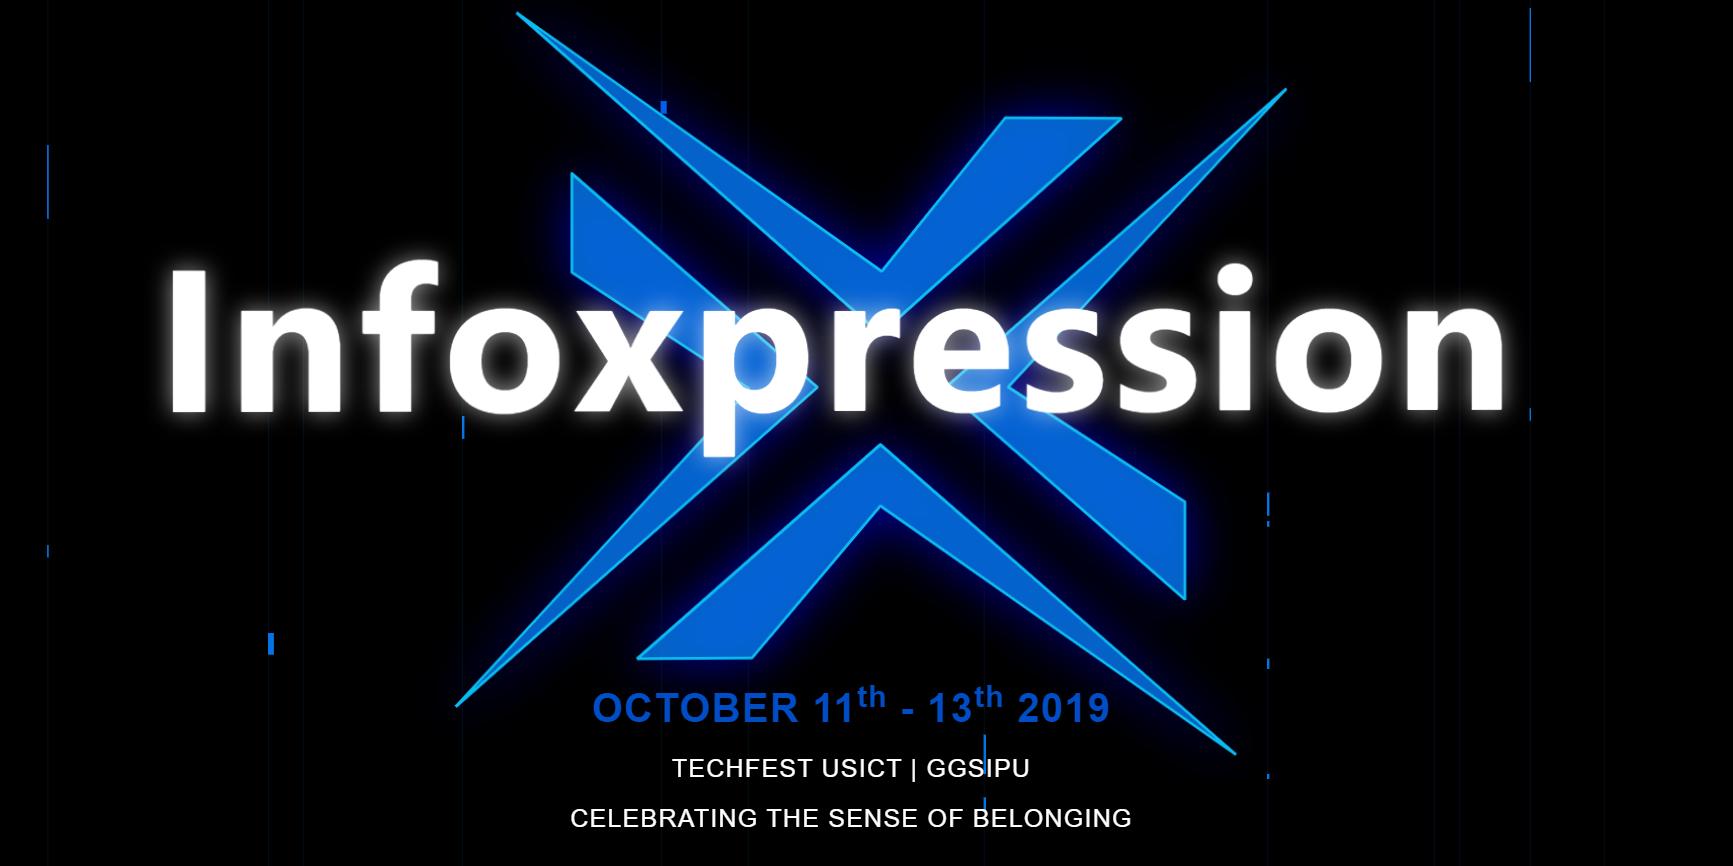 Infoxpression
OCTOBER 11th - 13th 2019
TECHFEST USICT | GGSIPU
CELEBRATING THE SENSE OF BELONGING